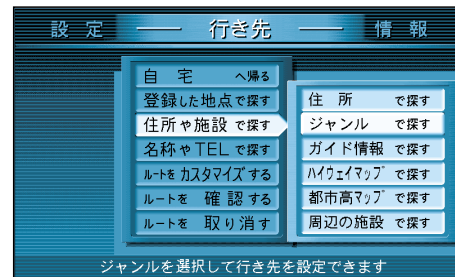 設 定 行き先 情 報
自 宅 へ帰る
登録した地点で探す
住所や施設 で探す
名称やTEL で探す
ルートを カスタマイズ する
ルートを 確 認 する
ルートを 取り消す
住 所 で探す
ジャンル で探す
ガイド情報 で探す
ハイウェイマップ で探す
都市高マップ で探す
周辺の施設 で探す
ジャンルを選択して行き先を設定できます